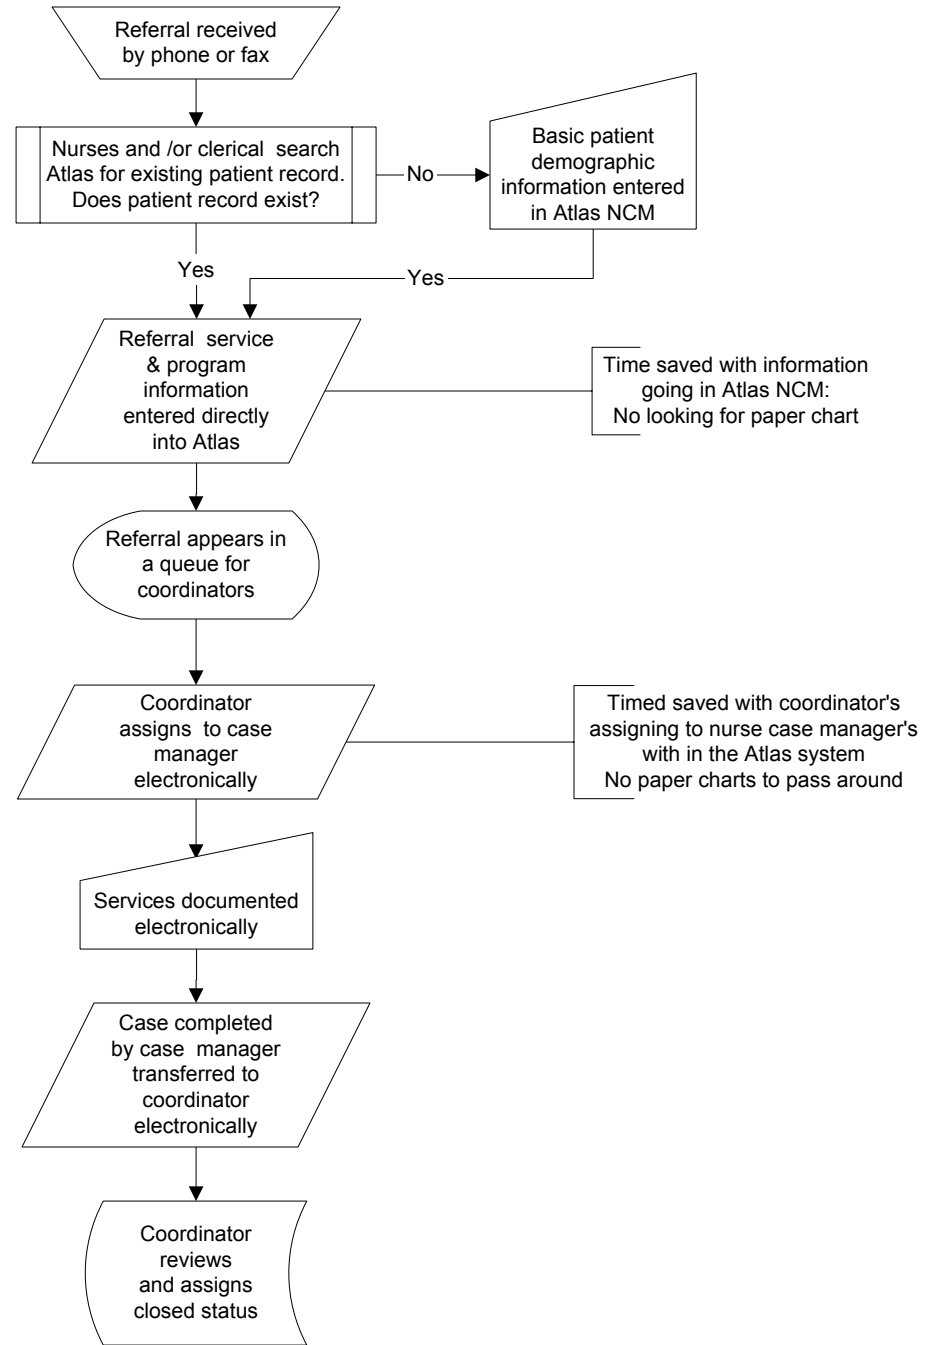 Referral received
by phone or fax
Nurses and /or clerical search
Atlas for existing patient record.
Does patient record exist?
No
Basic patient
demographic
information entered
in Atlas NCM
Yes
Yes
Referral service
& program
information
entered directly
into Atlas
Time saved with information
going in Atlas NCM:
No looking for paper chart
Referral appears in
a queue for
coordinators
Coordinator
assigns to case
manager
electronically
Timed saved with coordinator's
assigning to nurse case manager's
with in the Atlas system
No paper charts to pass around
Services documented
electronically
Case completed
by case manager
transferred to
coordinator
electronically
Coordinator
reviews
and assigns
closed status